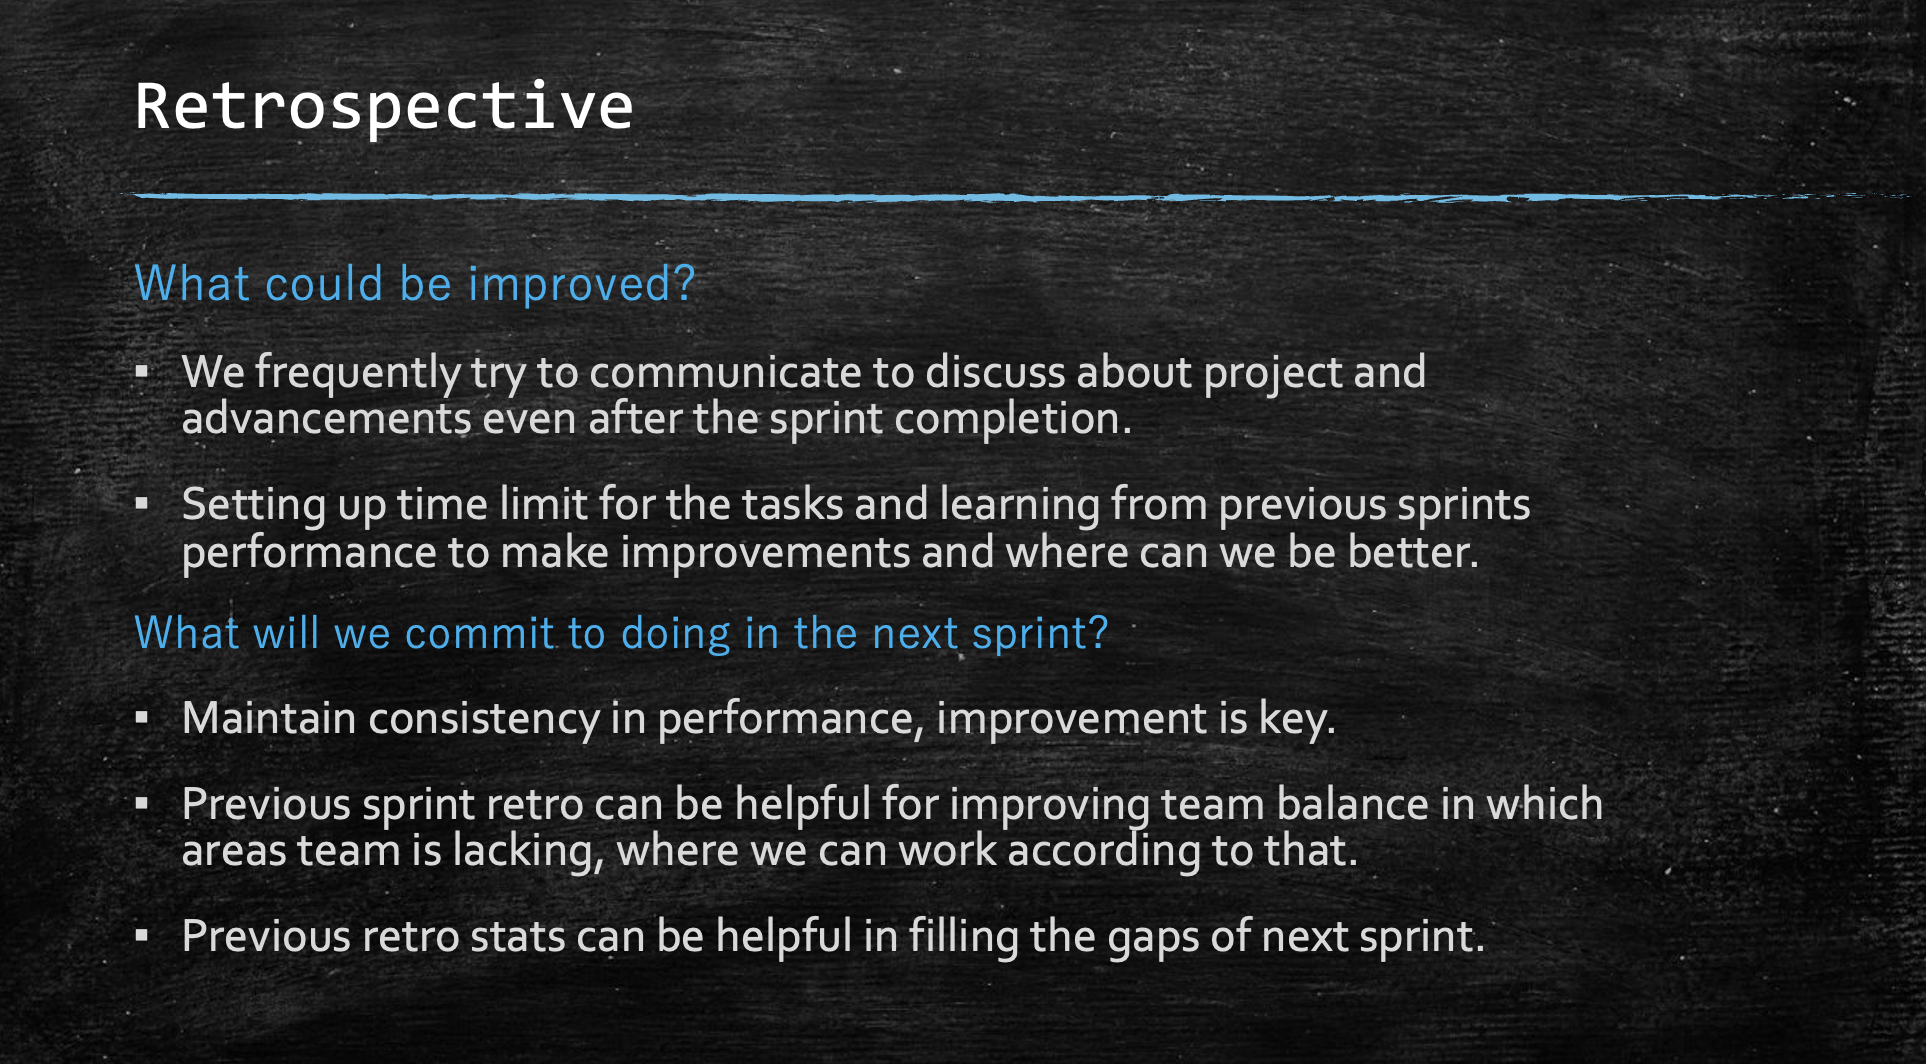 Retrospective
What could be improved?
▪ We frequently try to communicate to discuss about project and
advancements even after the sprint completion.
▪ Setting up time limit for the tasks and learning from previous sprints
performance to make improvements and where can we be better.
What will we commit to doing in the next sprint?
▪ Maintain consistency in performance, improvement is key.
▪ Previous sprint retro can be helpful for improving team balance in which
areas team is lacking, where we can work according to that.
▪ Previous retro stats can be helpful in filling the gaps of next sprint.